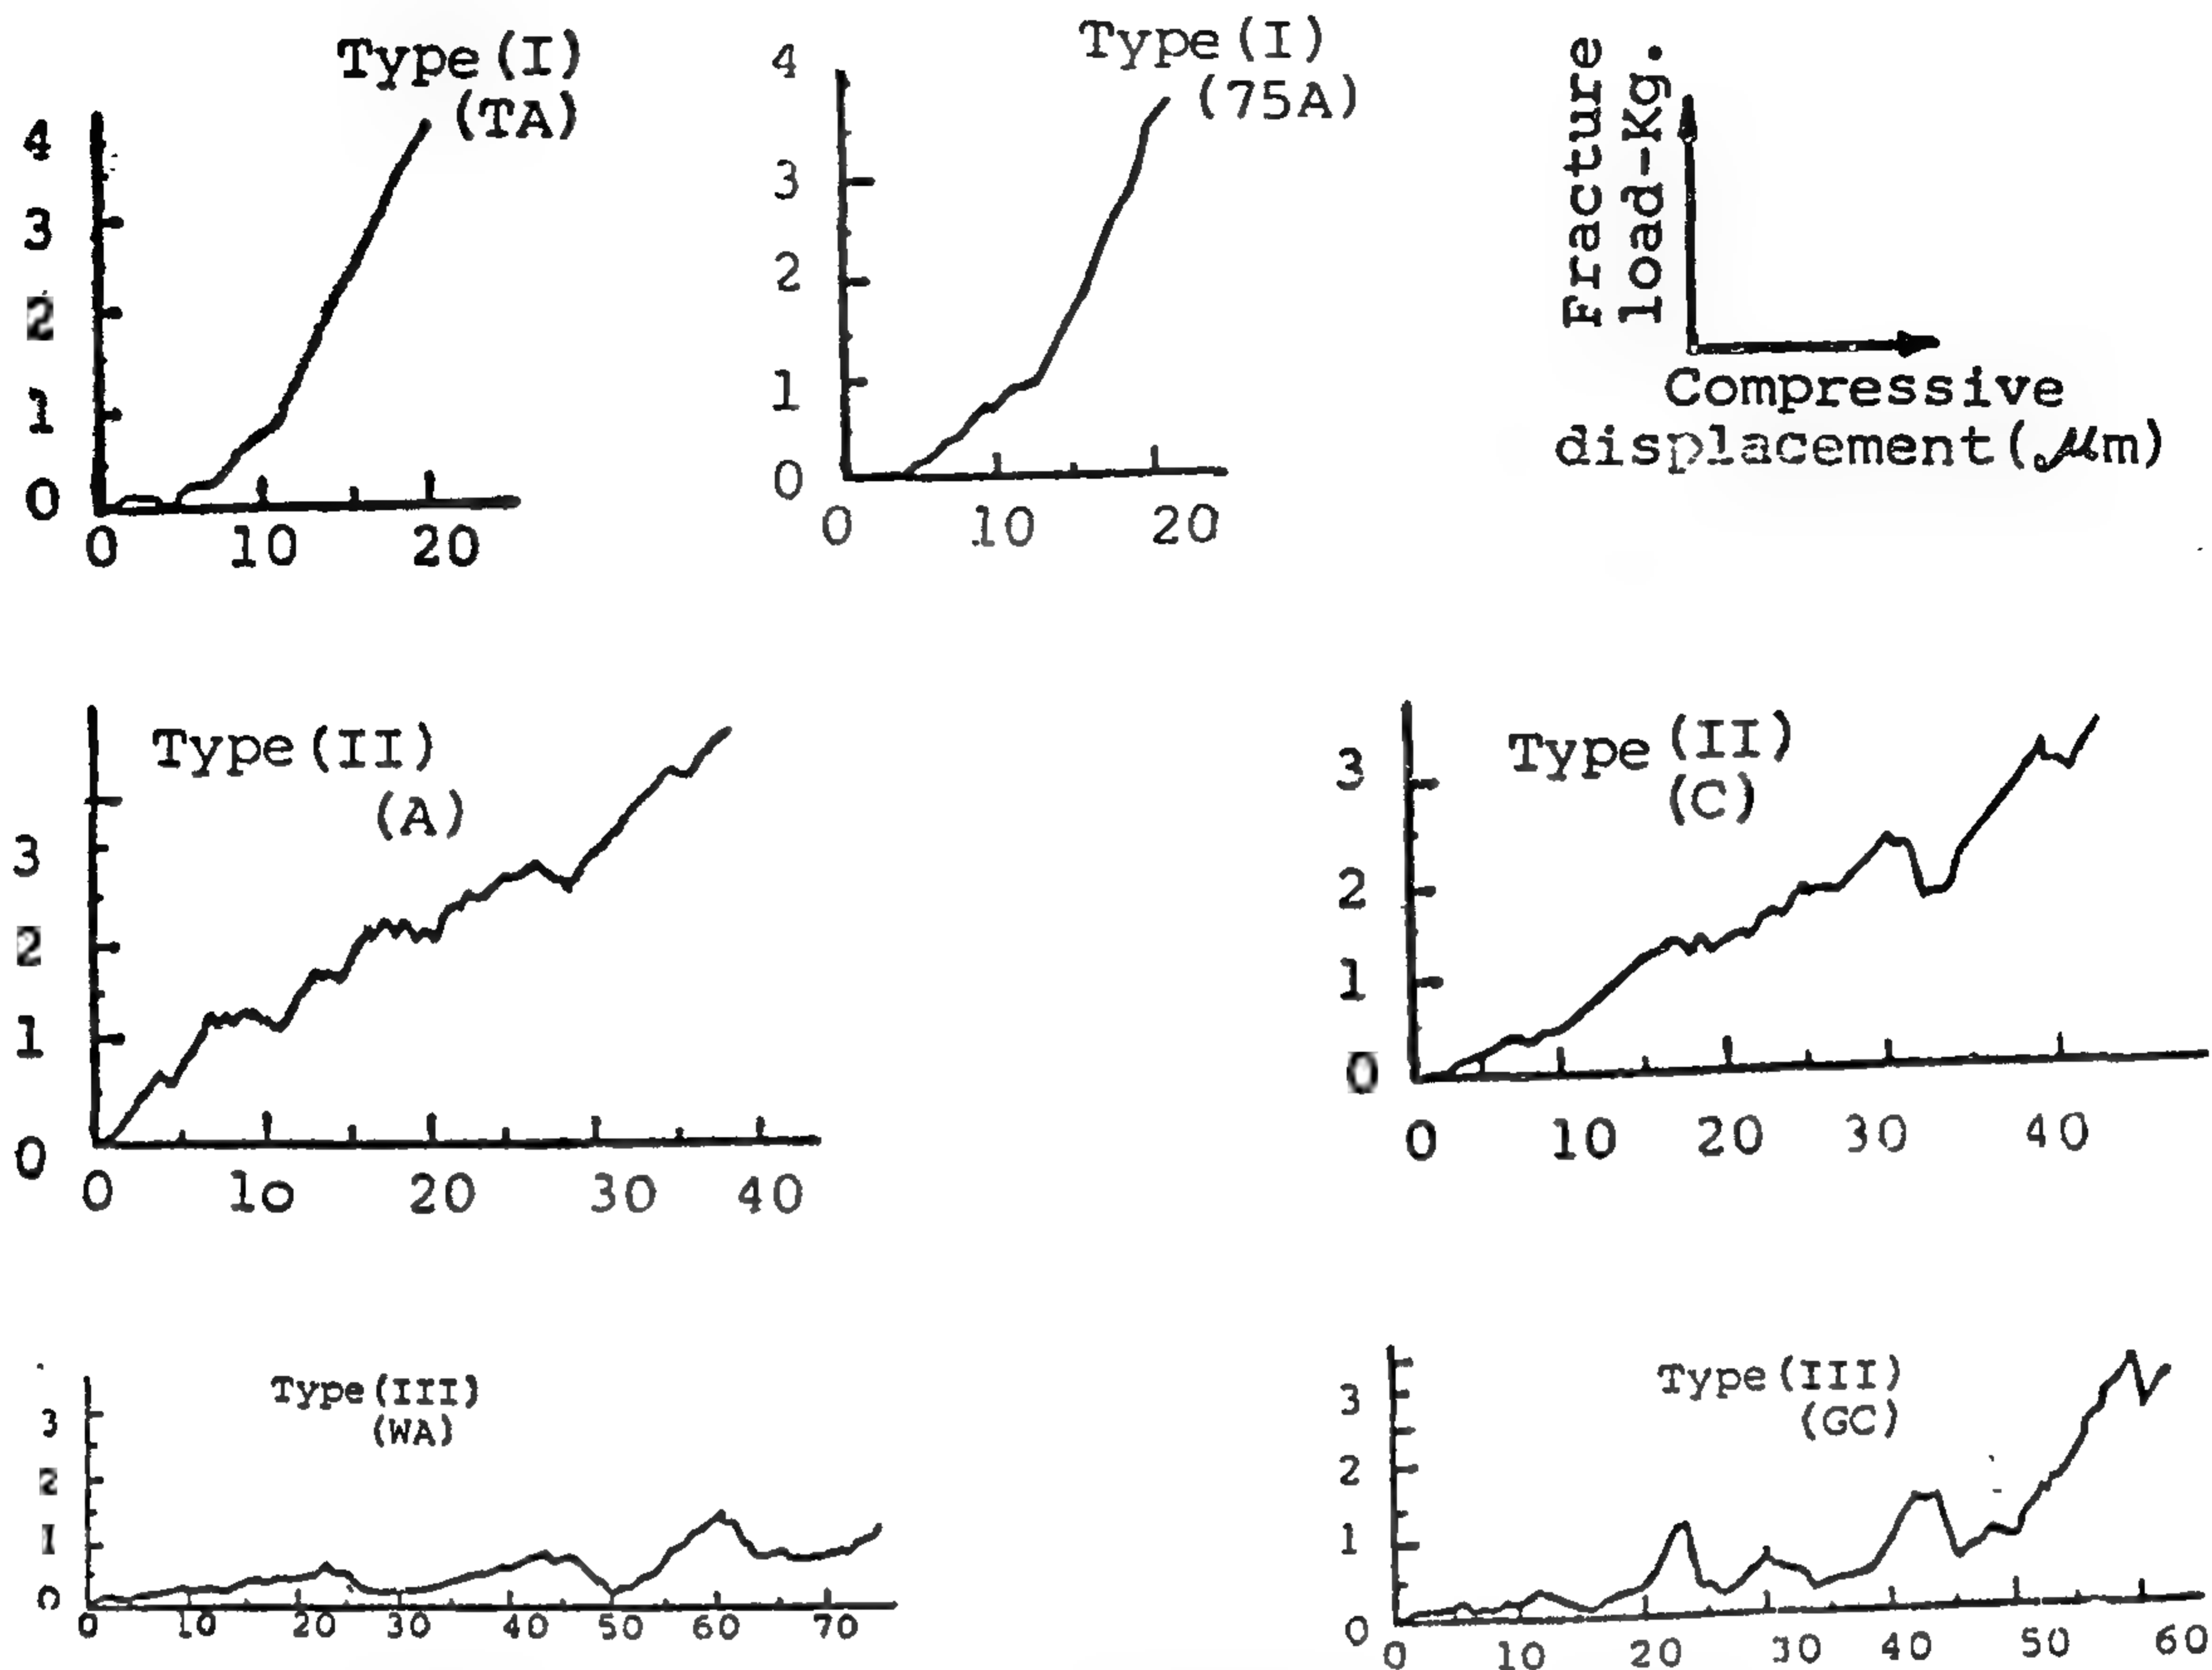 Type(I)
(TA)
4
3
2
1
0
0 10 20
Type(I)
(75A)
4
3
2
1
0
0 10 20
Fracture
load-Kg.
Compressive
displacement(μm)
Type(II)
(A)
3
2
1
0
0 lo 20 30 40
Type(II)
(C)
3
2
1
0
0 10 20 30 40
Type(III)
(WA)
3
2
1
0
0 10 20 30 40 50 60 70
Type(III)
(GC)
3
2
1
0
0 10 20 30 40 50 60